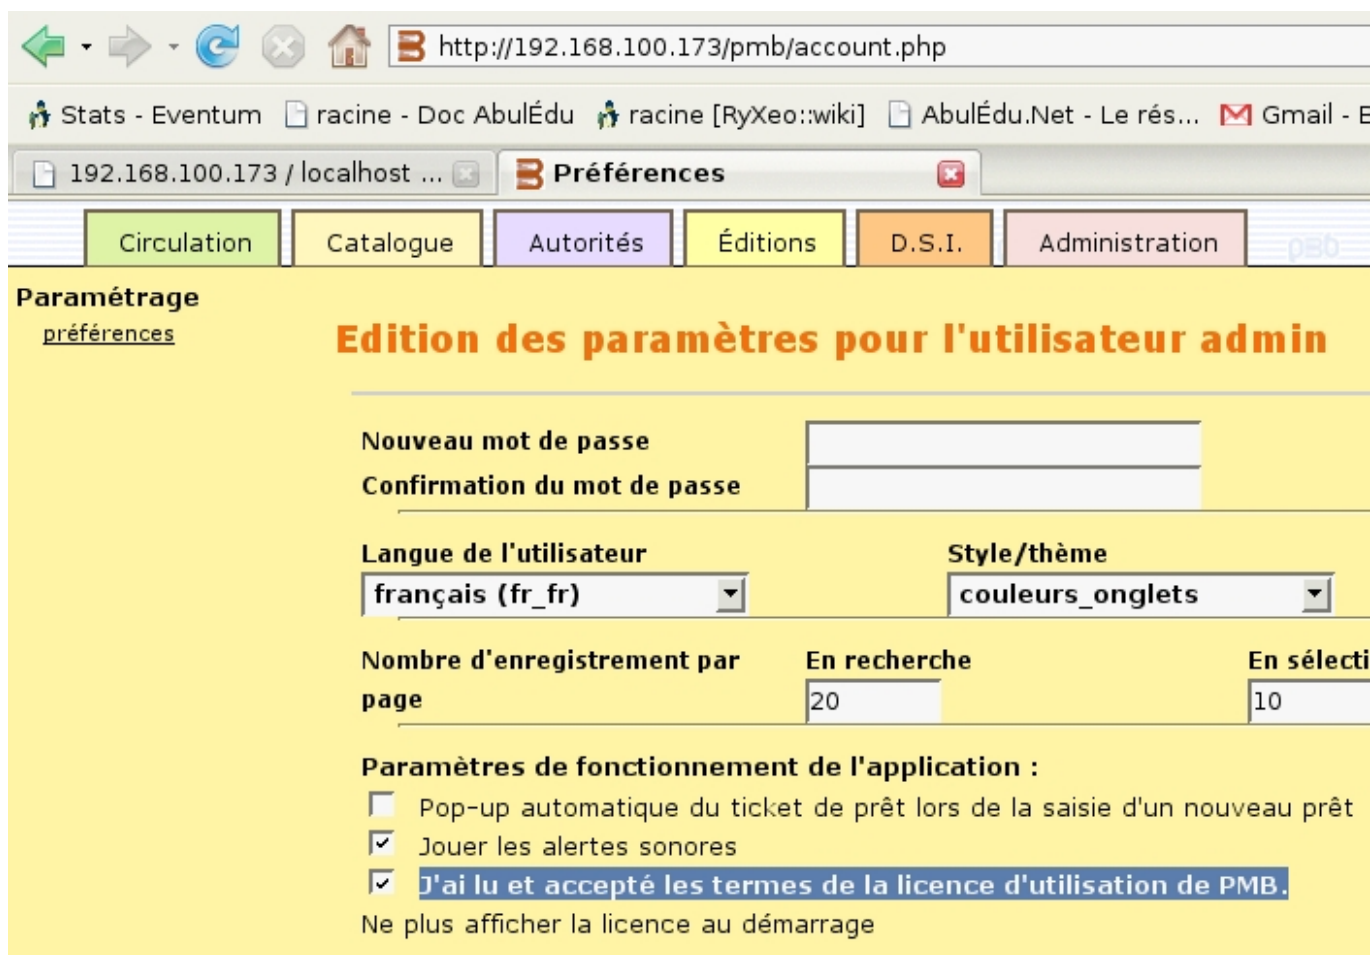 http://192.168.100.173/pmb/account.php
Stats - Eventum racine - Doc AbulÉdu racine [RyXeo::wiki] AbulÉdu.Net - Le rés... Gmail - B
192.168.100.173 / localhost ... Préférences
Circulation Catalogue Autorités Éditions D.S.I. Administration pmb
Paramétrage
préférences
Edition des paramètres pour l'utilisateur admin
Nouveau mot de passe
Confirmation du mot de passe
Langue de l'utilisateur Style/thème
français (fr_fr) couleurs_onglets
Nombre d'enregistrement par En recherche En sélecti
page 20 10
Paramètres de fonctionnement de l'application :
Pop-up automatique du ticket de prêt lors de la saisie d'un nouveau prêt
Jouer les alertes sonores
J'ai lu et accepté les termes de la licence d'utilisation de PMB.
Ne plus afficher la licence au démarrage